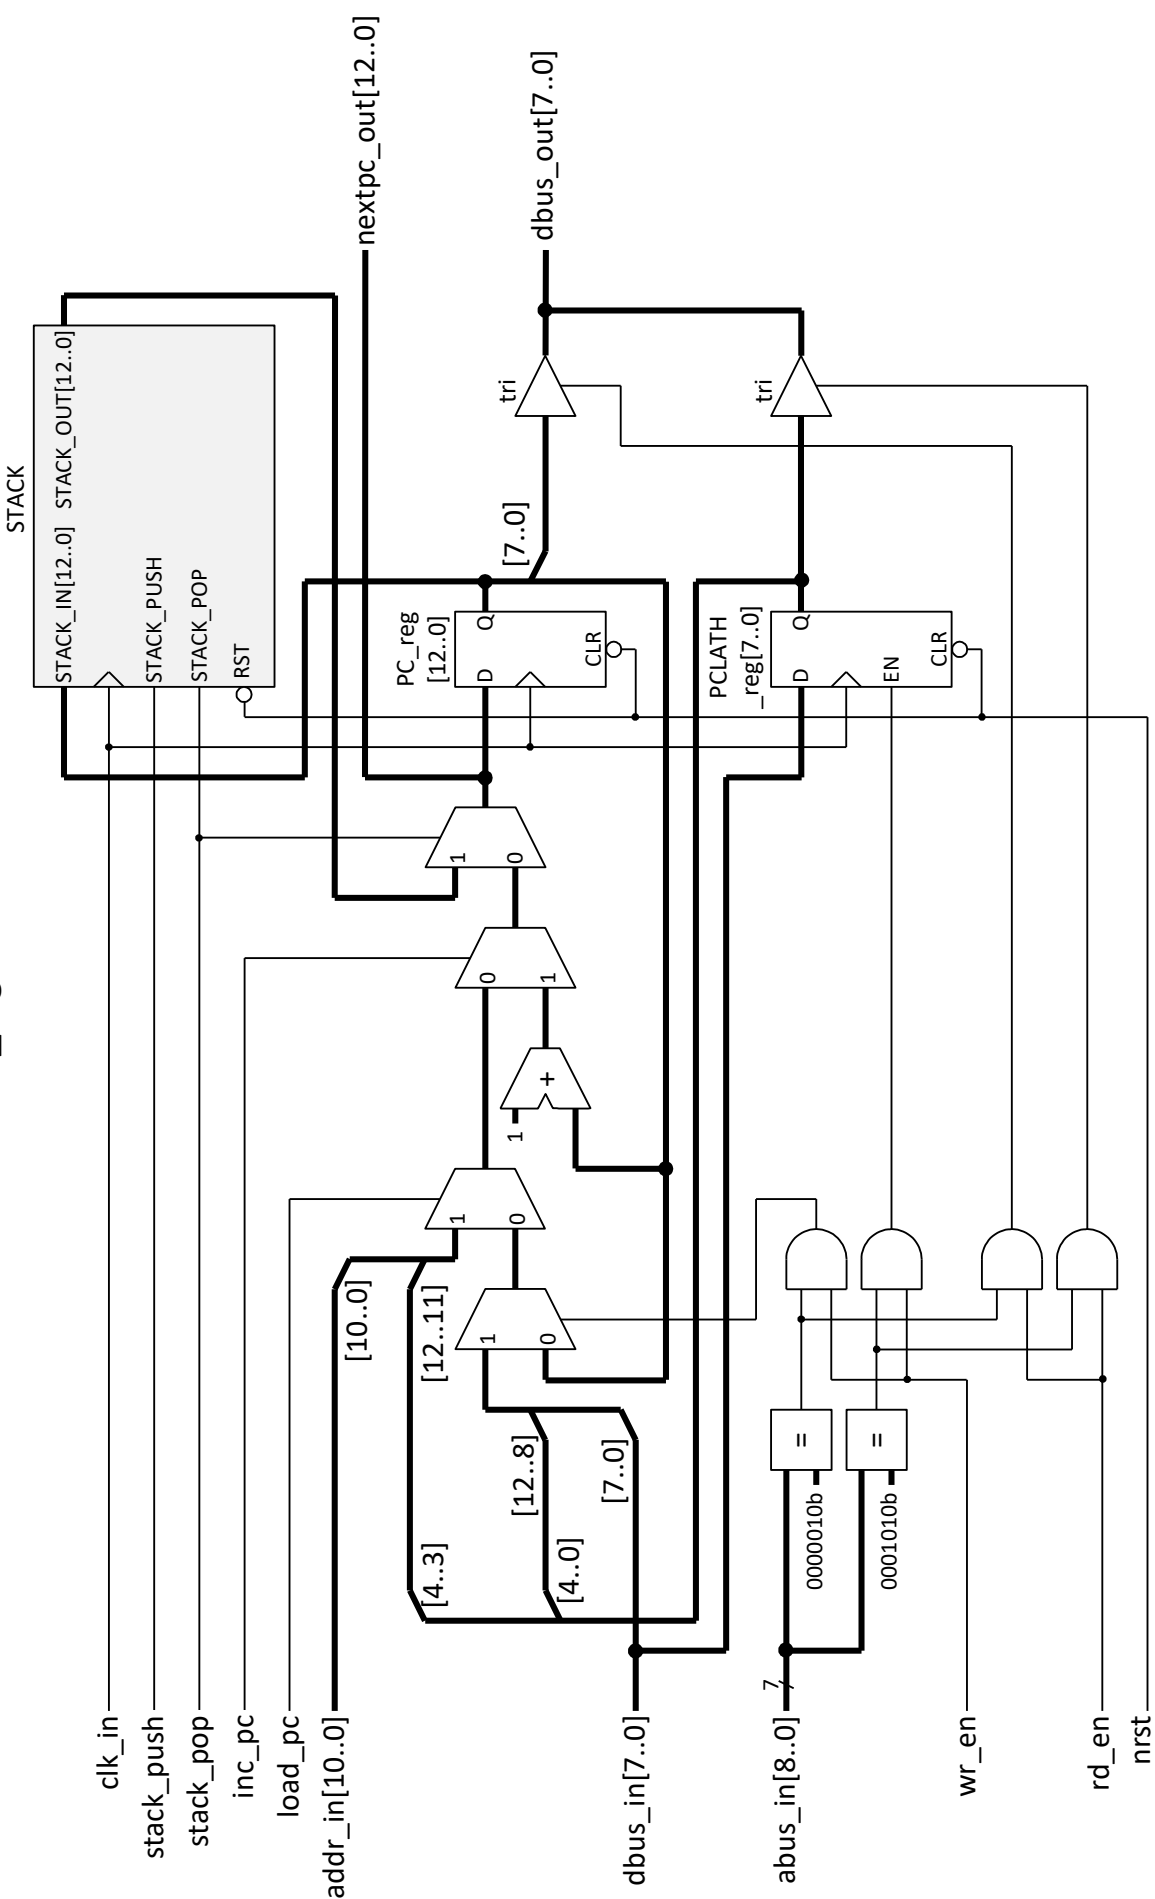 STACK
STACK_IN[12..0]
STACK_OUT[12..0]
STACK_PUSH
STACK_POP
RST
nextpc_out[12..0]
dbus_out[7..0]
tri
tri
[7..0]
PC_reg
[12..0]
D
Q
CLR
PCLATH
_reg[7..0]
D
Q
EN
CLR
1
0
0
1
+
1
1
0
1
0
[10..0]
[12..11]
[4..3]
[12..8]
[4..0]
[7..0]
=
=
0000010b
0001010b
7
clk_in
stack_push
stack_pop
inc_pc
load_pc
addr_in[10..0]
dbus_in[7..0]
abus_in[8..0]
wr_en
rd_en
nrst